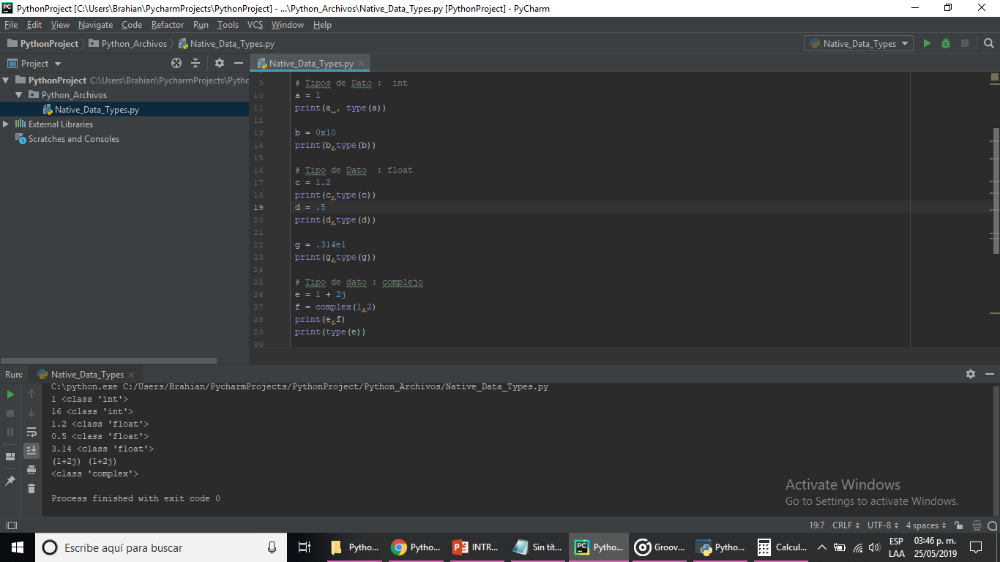 PythonProject [C:\Users\Brahian\PycharmProjects\PythonProject] - ...\Python_Archivos\Native_Data_Types.py [PythonProject] - PyCharm
File Edit View Navigate Code Refactor Run Tools VCS Window Help
PythonProject Python_Archivos Native_Data_Types.py Native_Data_Types
Project Native_Data_Types.py
PythonProject C:\Users\Brahian\PycharmProjects\Pytho
Python_Archivos
Native_Data_Types.py
External Libraries
Scratches and Consoles
9 # Tipos de Dato :  int
10 a = 1
11 print(a , type(a))
12
13 b = 0x10
14 print(b,type(b))
15
16 # Tipo de Dato  : float
17 c = 1.2
18 print(c,type(c))
19 d = .5
20 print(d,type(d))
21
22 g = .314e1
23 print(g,type(g))
24
25 # Tipo de dato : complejo
26 e = 1 + 2j
27 f = complex(1,2)
28 print(e,f)
29 print(type(e))
30
Run: Native_Data_Types
C:\python.exe C:/Users/Brahian/PycharmProjects/PythonProject/Python_Archivos/Native_Data_Types.py
1 <class 'int'>
16 <class 'int'>
1.2 <class 'float'>
0.5 <class 'float'>
3.14 <class 'float'>
(1+2j) (1+2j)
<class 'complex'>
Process finished with exit code 0
Activate Windows
Go to Settings to activate Windows.
19:7 CRLF UTF-8 4 spaces
Escribe aquí para buscar
Pytho... Pytho... INTR... Sin tít... Pytho... Groov... Pytho... Calcul...
ESP 03:46 p. m.
LAA 25/05/2019